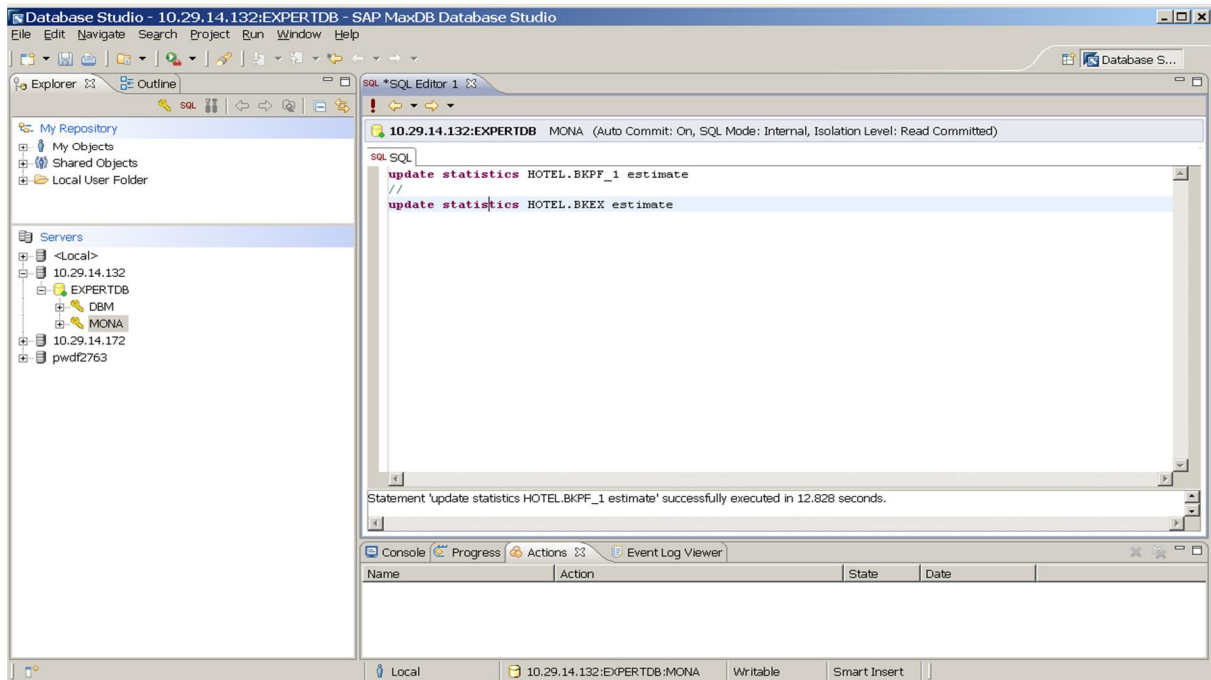 Database Studio - 10.29.14.132:EXPERTDB - SAP MaxDB Database Studio
File Edit Navigate Search Project Run Window Help
Database S...
Explorer
Outline
SQL
My Repository
My Objects
Shared Objects
Local User Folder
Servers
<Local>
10.29.14.132
EXPERTDB
DBM
MONA
10.29.14.172
pwdf2763
SQL *SQL Editor 1
10.29.14.132:EXPERTDB MONA (Auto Commit: On, SQL Mode: Internal, Isolation Level: Read Committed)
SQL SQL
update statistics HOTEL.BKPF_1 estimate
//
update statistics HOTEL.BKEX estimate
Statement 'update statistics HOTEL.BKPF_1 estimate' successfully executed in 12.828 seconds.
Console Progress Actions Event Log Viewer
Name Action State Date
Local 10.29.14.132:EXPERTDB:MONA Writable Smart Insert